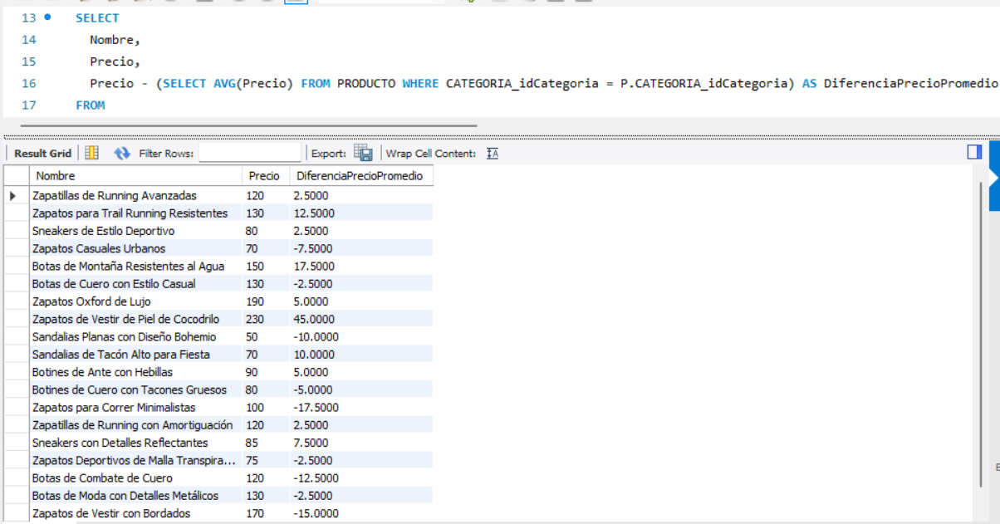 13 SELECT
14 Nombre,
15 Precio,
16 Precio - (SELECT AVG(Precio) FROM PRODUCTO WHERE CATEGORIA_idCategoria = P.CATEGORIA_idCategoria) AS DiferenciaPrecioPromedio
17 FROM
Result Grid Filter Rows: Export: Wrap Cell Content:
Nombre Precio DiferenciaPrecioPromedio
Zapatillas de Running Avanzadas 120 2.5000
Zapatos para Trail Running Resistentes 130 12.5000
Sneakers de Estilo Deportivo 80 2.5000
Zapatos Casuales Urbanos 70 -7.5000
Botas de Montaña Resistentes al Agua 150 17.5000
Botas de Cuero con Estilo Casual 130 -2.5000
Zapatos Oxford de Lujo 190 5.0000
Zapatos de Vestir de Piel de Cocodrilo 230 45.0000
Sandalias Planas con Diseño Bohemio 50 -10.0000
Sandalias de Tacón Alto para Fiesta 70 10.0000
Botines de Ante con Hebillas 90 5.0000
Botines de Cuero con Tacones Gruesos 80 -5.0000
Zapatos para Correr Minimalistas 100 -17.5000
Zapatillas de Running con Amortiguación 120 2.5000
Sneakers con Detalles Reflectantes 85 7.5000
Zapatos Deportivos de Malla Transpira... 75 -2.5000
Botas de Combate de Cuero 120 -12.5000
Botas de Moda con Detalles Metálicos 130 -2.5000
Zapatos de Vestir con Bordados 170 -15.0000